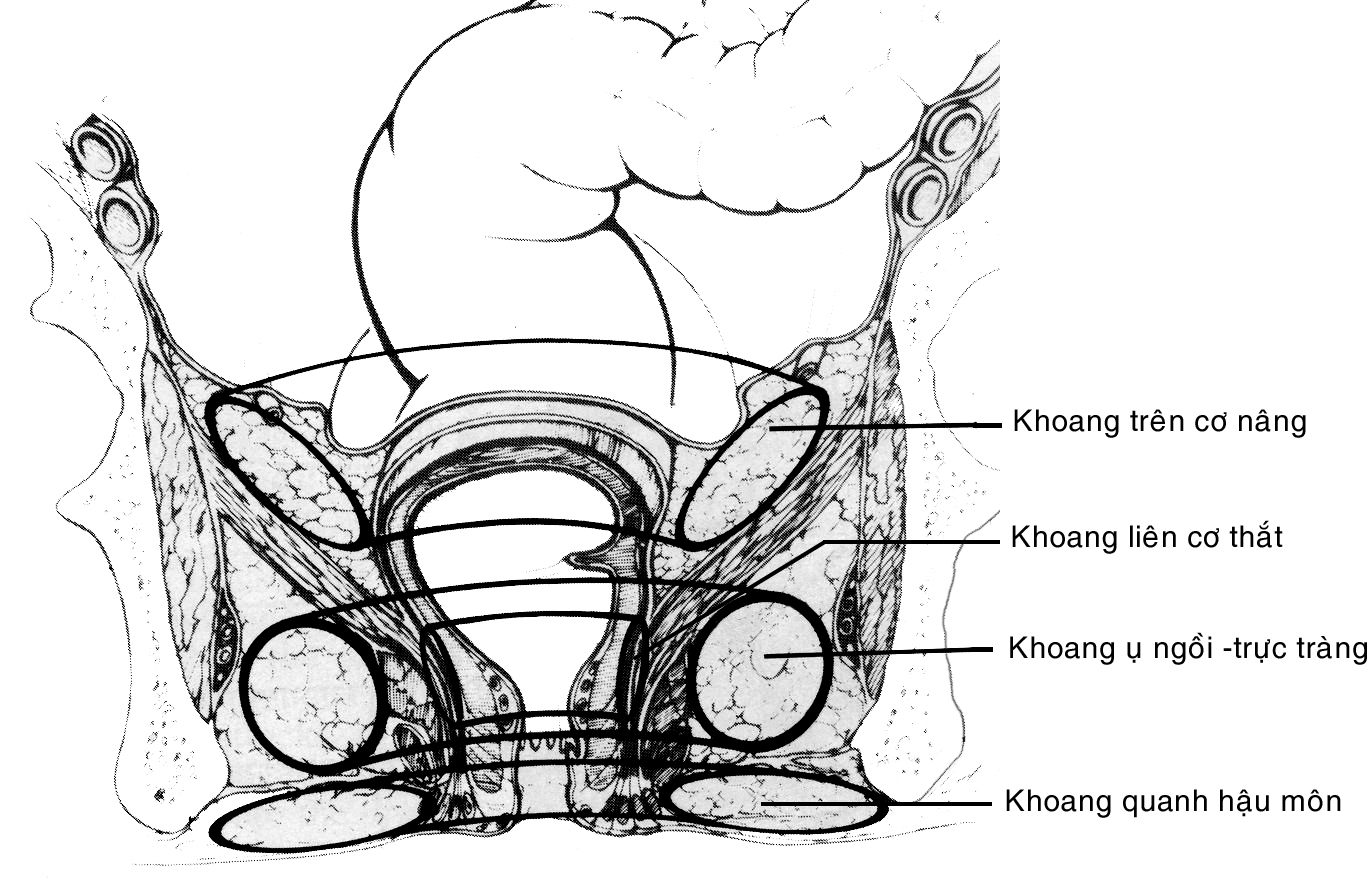 Khoang trên cơ nâng
Khoang liên cơ thắt
Khoang ụ ngồi -trực tràng
Khoang quanh hậu môn